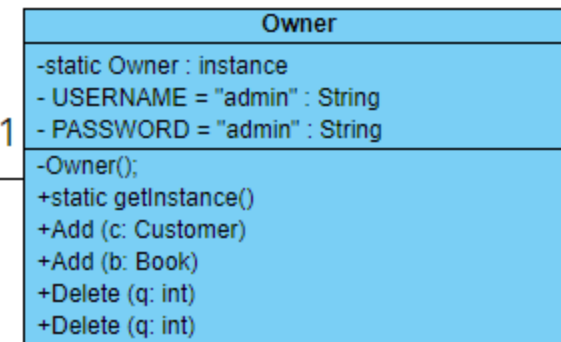 Owner
-static Owner : instance
- USERNAME = "admin" : String
- PASSWORD = "admin" : String
1
-Owner();
+static getInstance()
+Add (c: Customer)
+Add (b: Book)
+Delete (q: int)
+Delete (q: int)